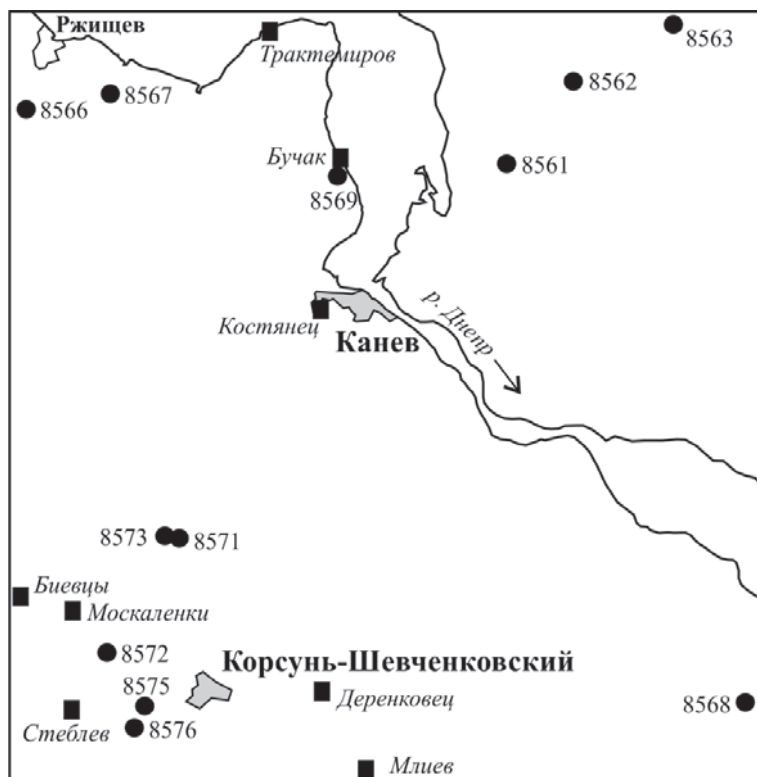 Ржищев
8563
Трактемиров
8562
8567
8566
Бучак
8561
8569
р. Днепр
Костянец
Канев
8573
8571
Биевцы
Москаленки
8572
Корсунь-Шевченковский
8575
Деренковец
8568
Стеблев
8576
Млиев